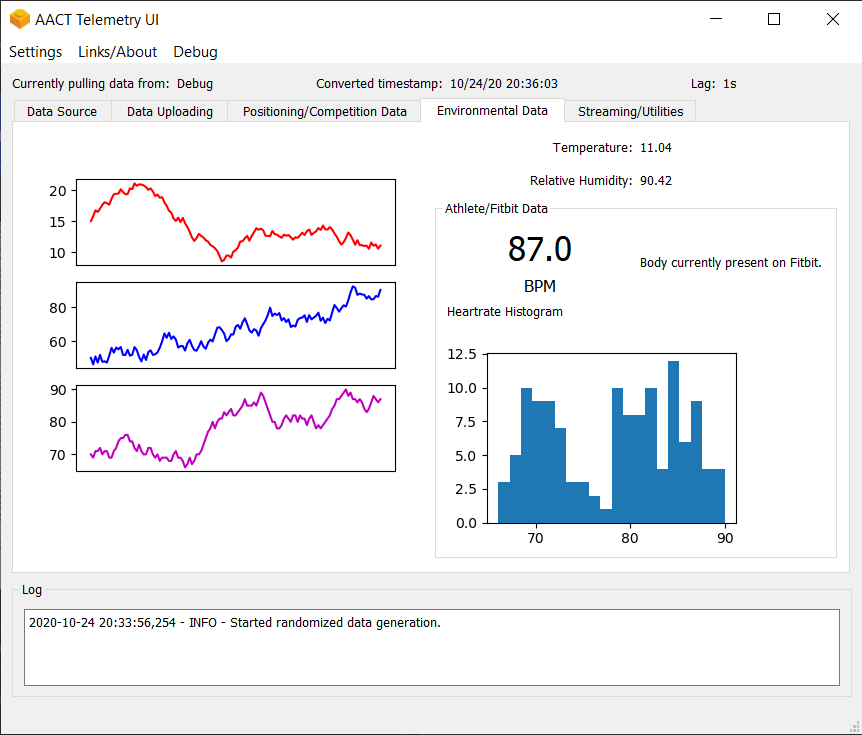 AACT Telemetry UI
Settings Links/About Debug
Currently pulling data from: Debug Converted timestamp: 10/24/20 20:36:03 Lag: 1s
Data Source Data Uploading Positioning/Competition Data Environmental Data Streaming/Utilities
20
15
10
80
60
90
80
70
Temperature: 11.04
Relative Humidity: 90.42
Athlete/Fitbit Data
87.0
BPM
Body currently present on Fitbit.
Heartrate Histogram
12.5
10.0
7.5
5.0
2.5
0.0
70 80 90
Log
2020-10-24 20:33:56,254 - INFO - Started randomized data generation.